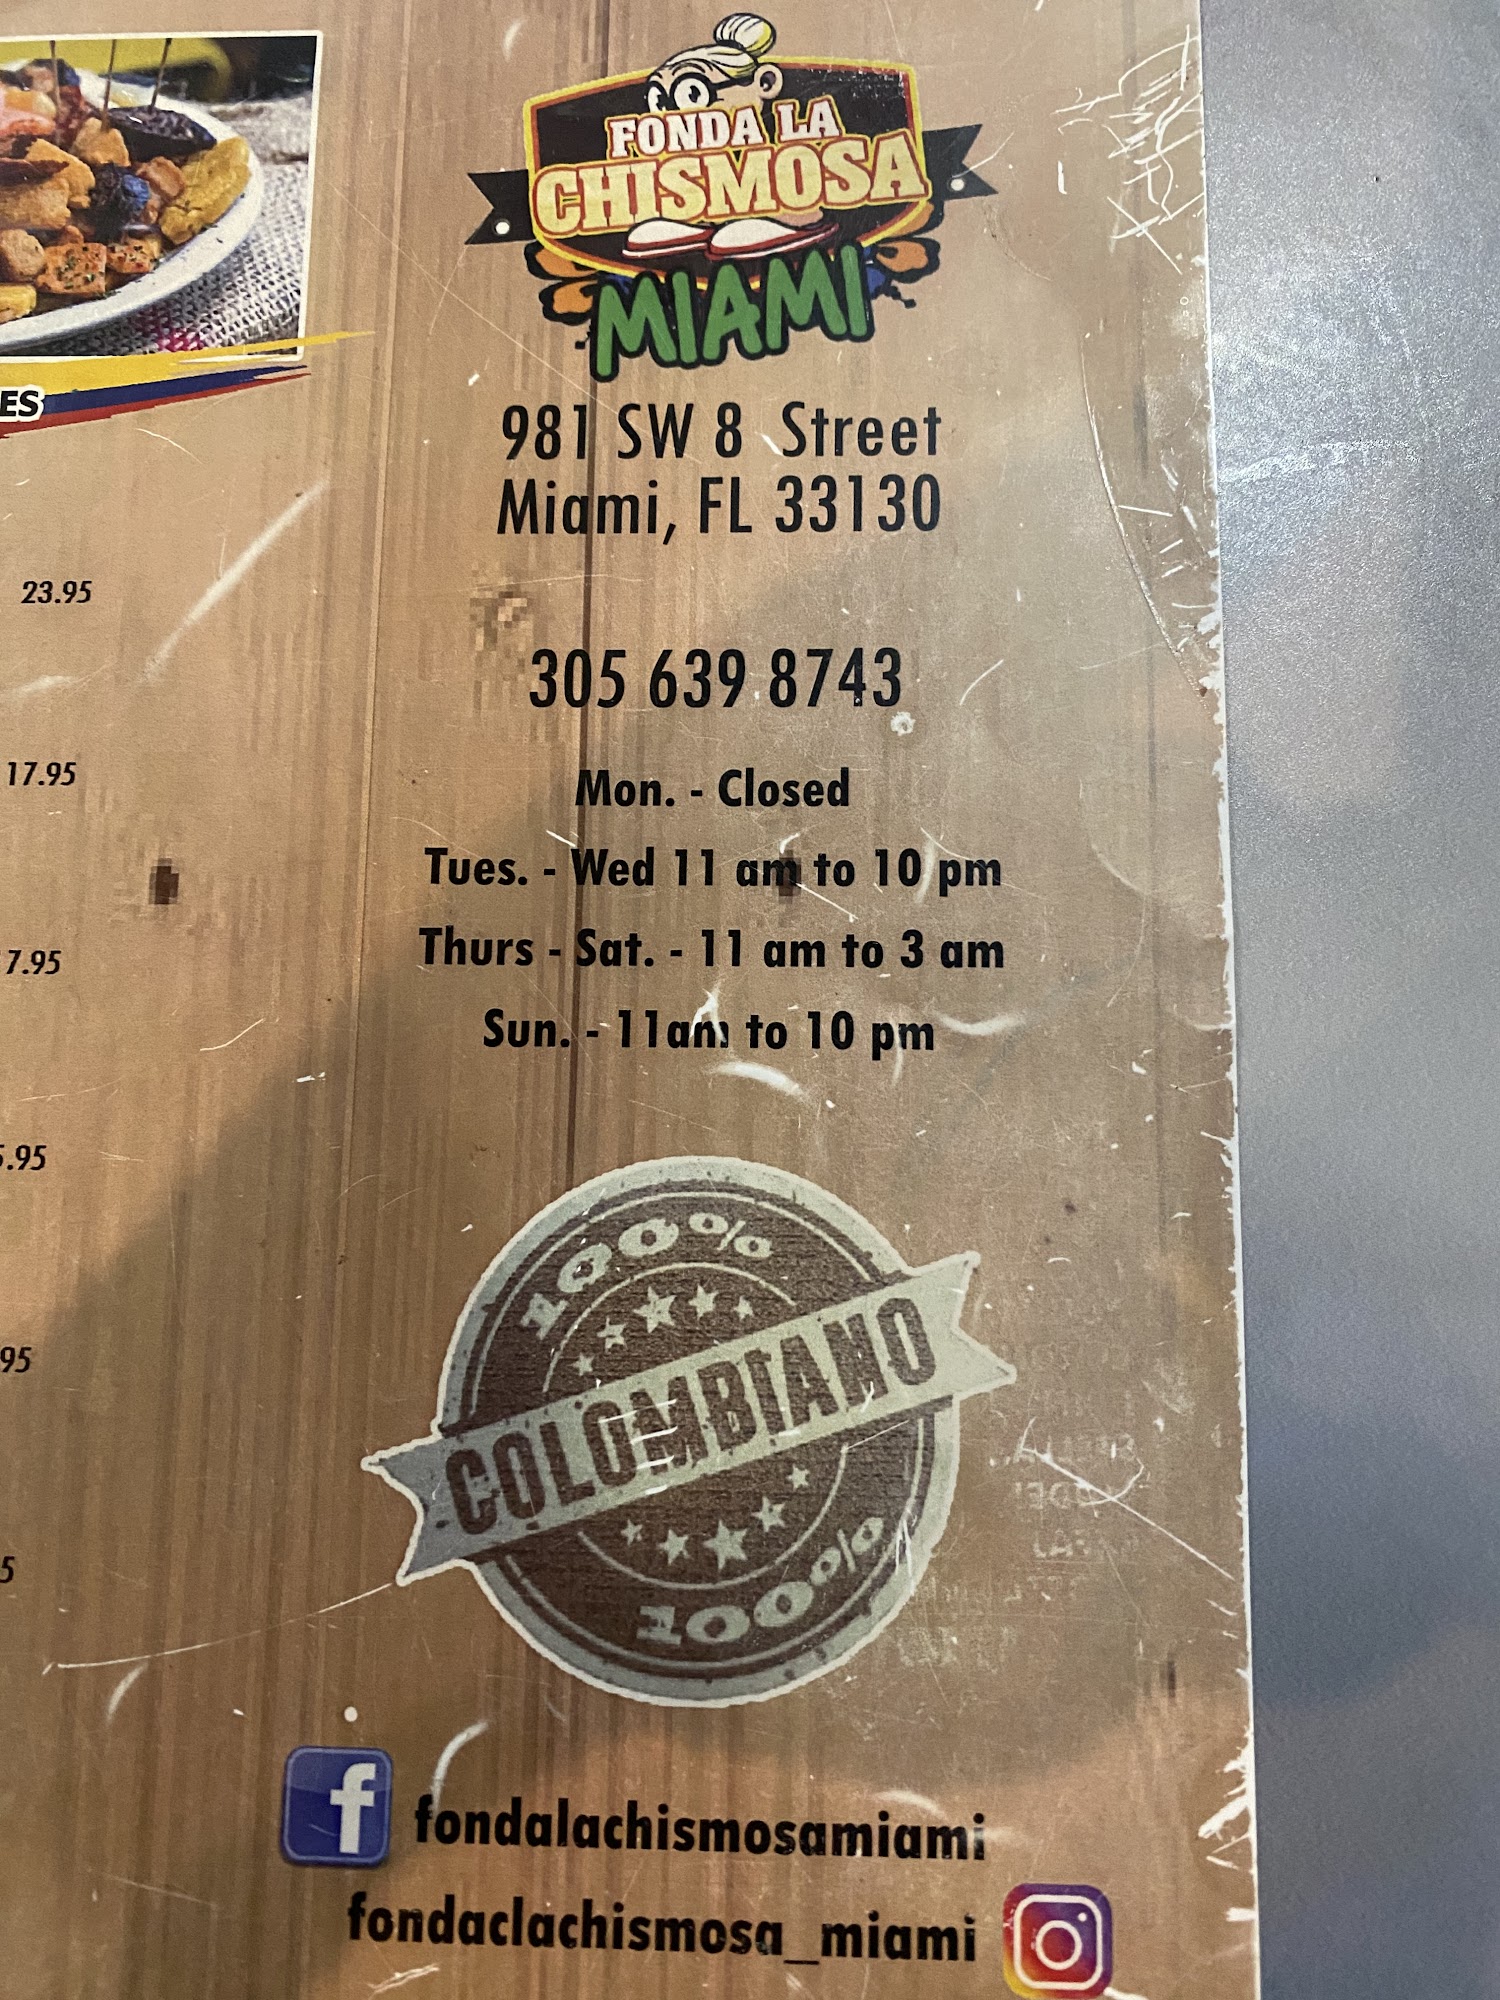 FONDA LA
CHISMOSA
MIAMI
981 SW 8 Street
Miami, FL 33130
305 639 8743
Mon. - Closed
Tues. - Wed 11 am to 10 pm
Thurs - Sat. - 11 am to 3 am
Sun. - 11am to 10 pm
100%
COLOMBIANO
100%
fondalachismosamiami
fondaclachismosa_miami
ES
23.95
17.95
7.95
5.95
95
5